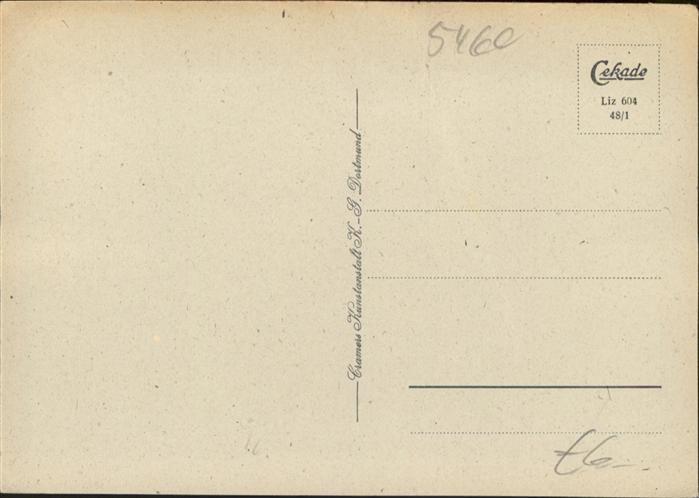 5460
Cekade
Liz 604
48/1
Cramers Kunstanstalt K.-G. Dortmund